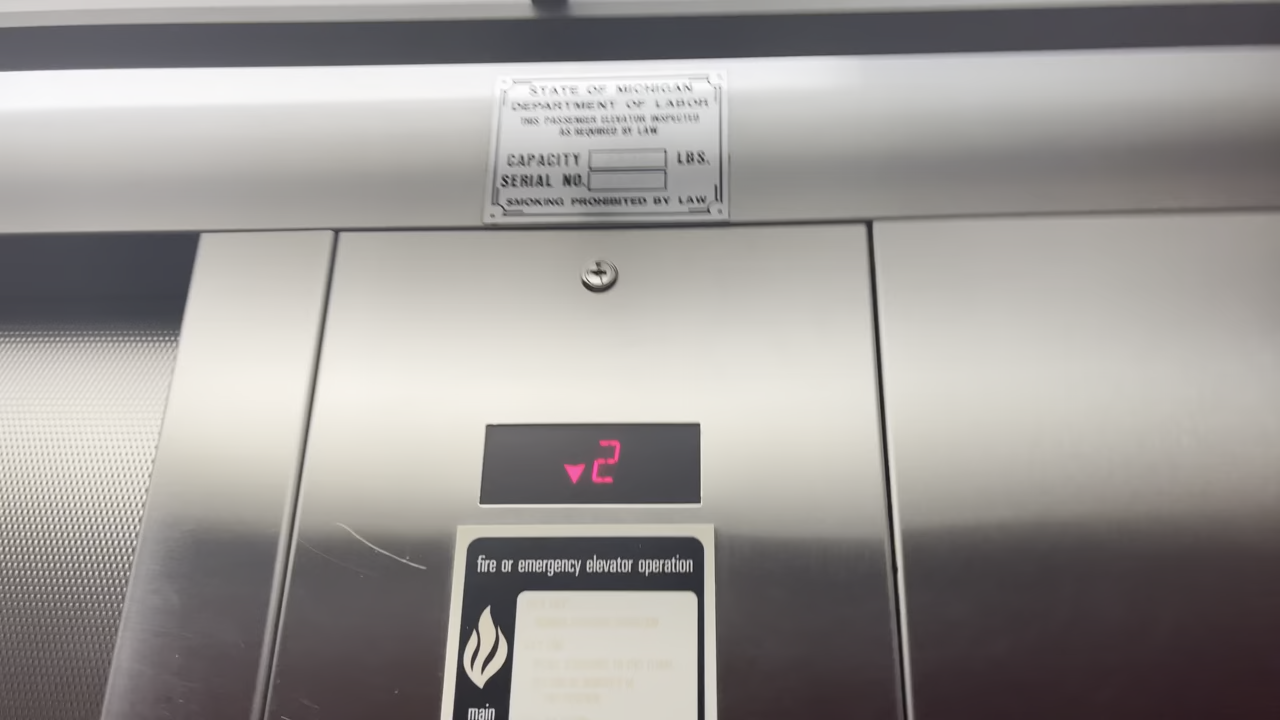 STATE OF MICHIGAN
DEPARTMENT OF LABOR
THIS PASSENGER ELEVATOR INSPECTED
AS REQUIRED BY LAW
CAPACITY LBS.
SERIAL NO.
SMOKING PROHIBITED BY LAW
▼2
fire or emergency elevator operation
main